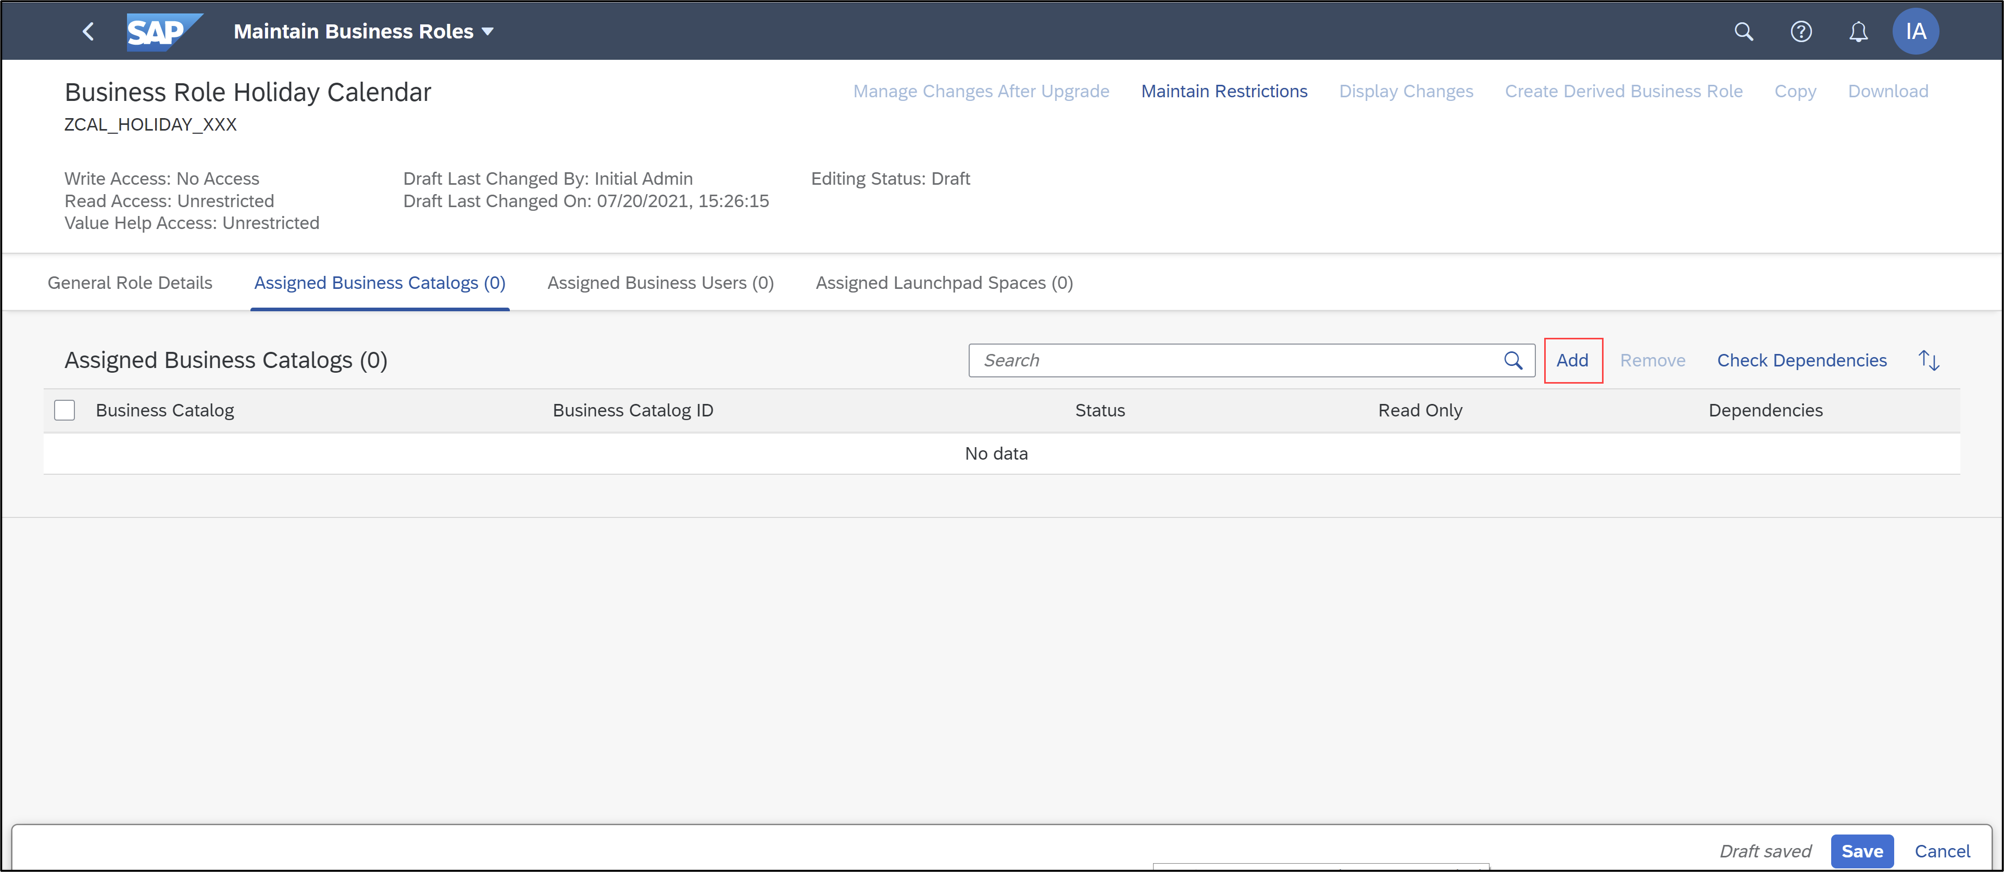 SAP Maintain Business Roles IA
Business Role Holiday Calendar
Manage Changes After Upgrade Maintain Restrictions Display Changes Create Derived Business Role Copy Download
ZCAL_HOLIDAY_XXX
Write Access: No Access Draft Last Changed By: Initial Admin Editing Status: Draft
Read Access: Unrestricted Draft Last Changed On: 07/20/2021, 15:26:15
Value Help Access: Unrestricted
General Role Details Assigned Business Catalogs (0) Assigned Business Users (0) Assigned Launchpad Spaces (0)
Assigned Business Catalogs (0) Search Add Remove Check Dependencies
Business Catalog Business Catalog ID Status Read Only Dependencies
No data
Draft saved Save Cancel